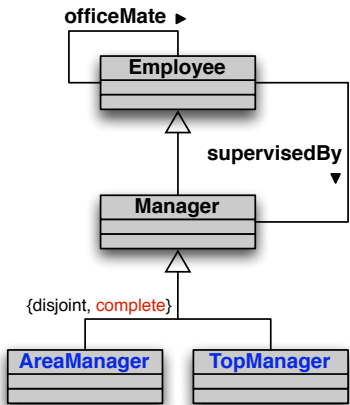 officeMate ►
Employee
supervisedBy
▼
Manager
{disjoint, complete}
AreaManager
TopManager